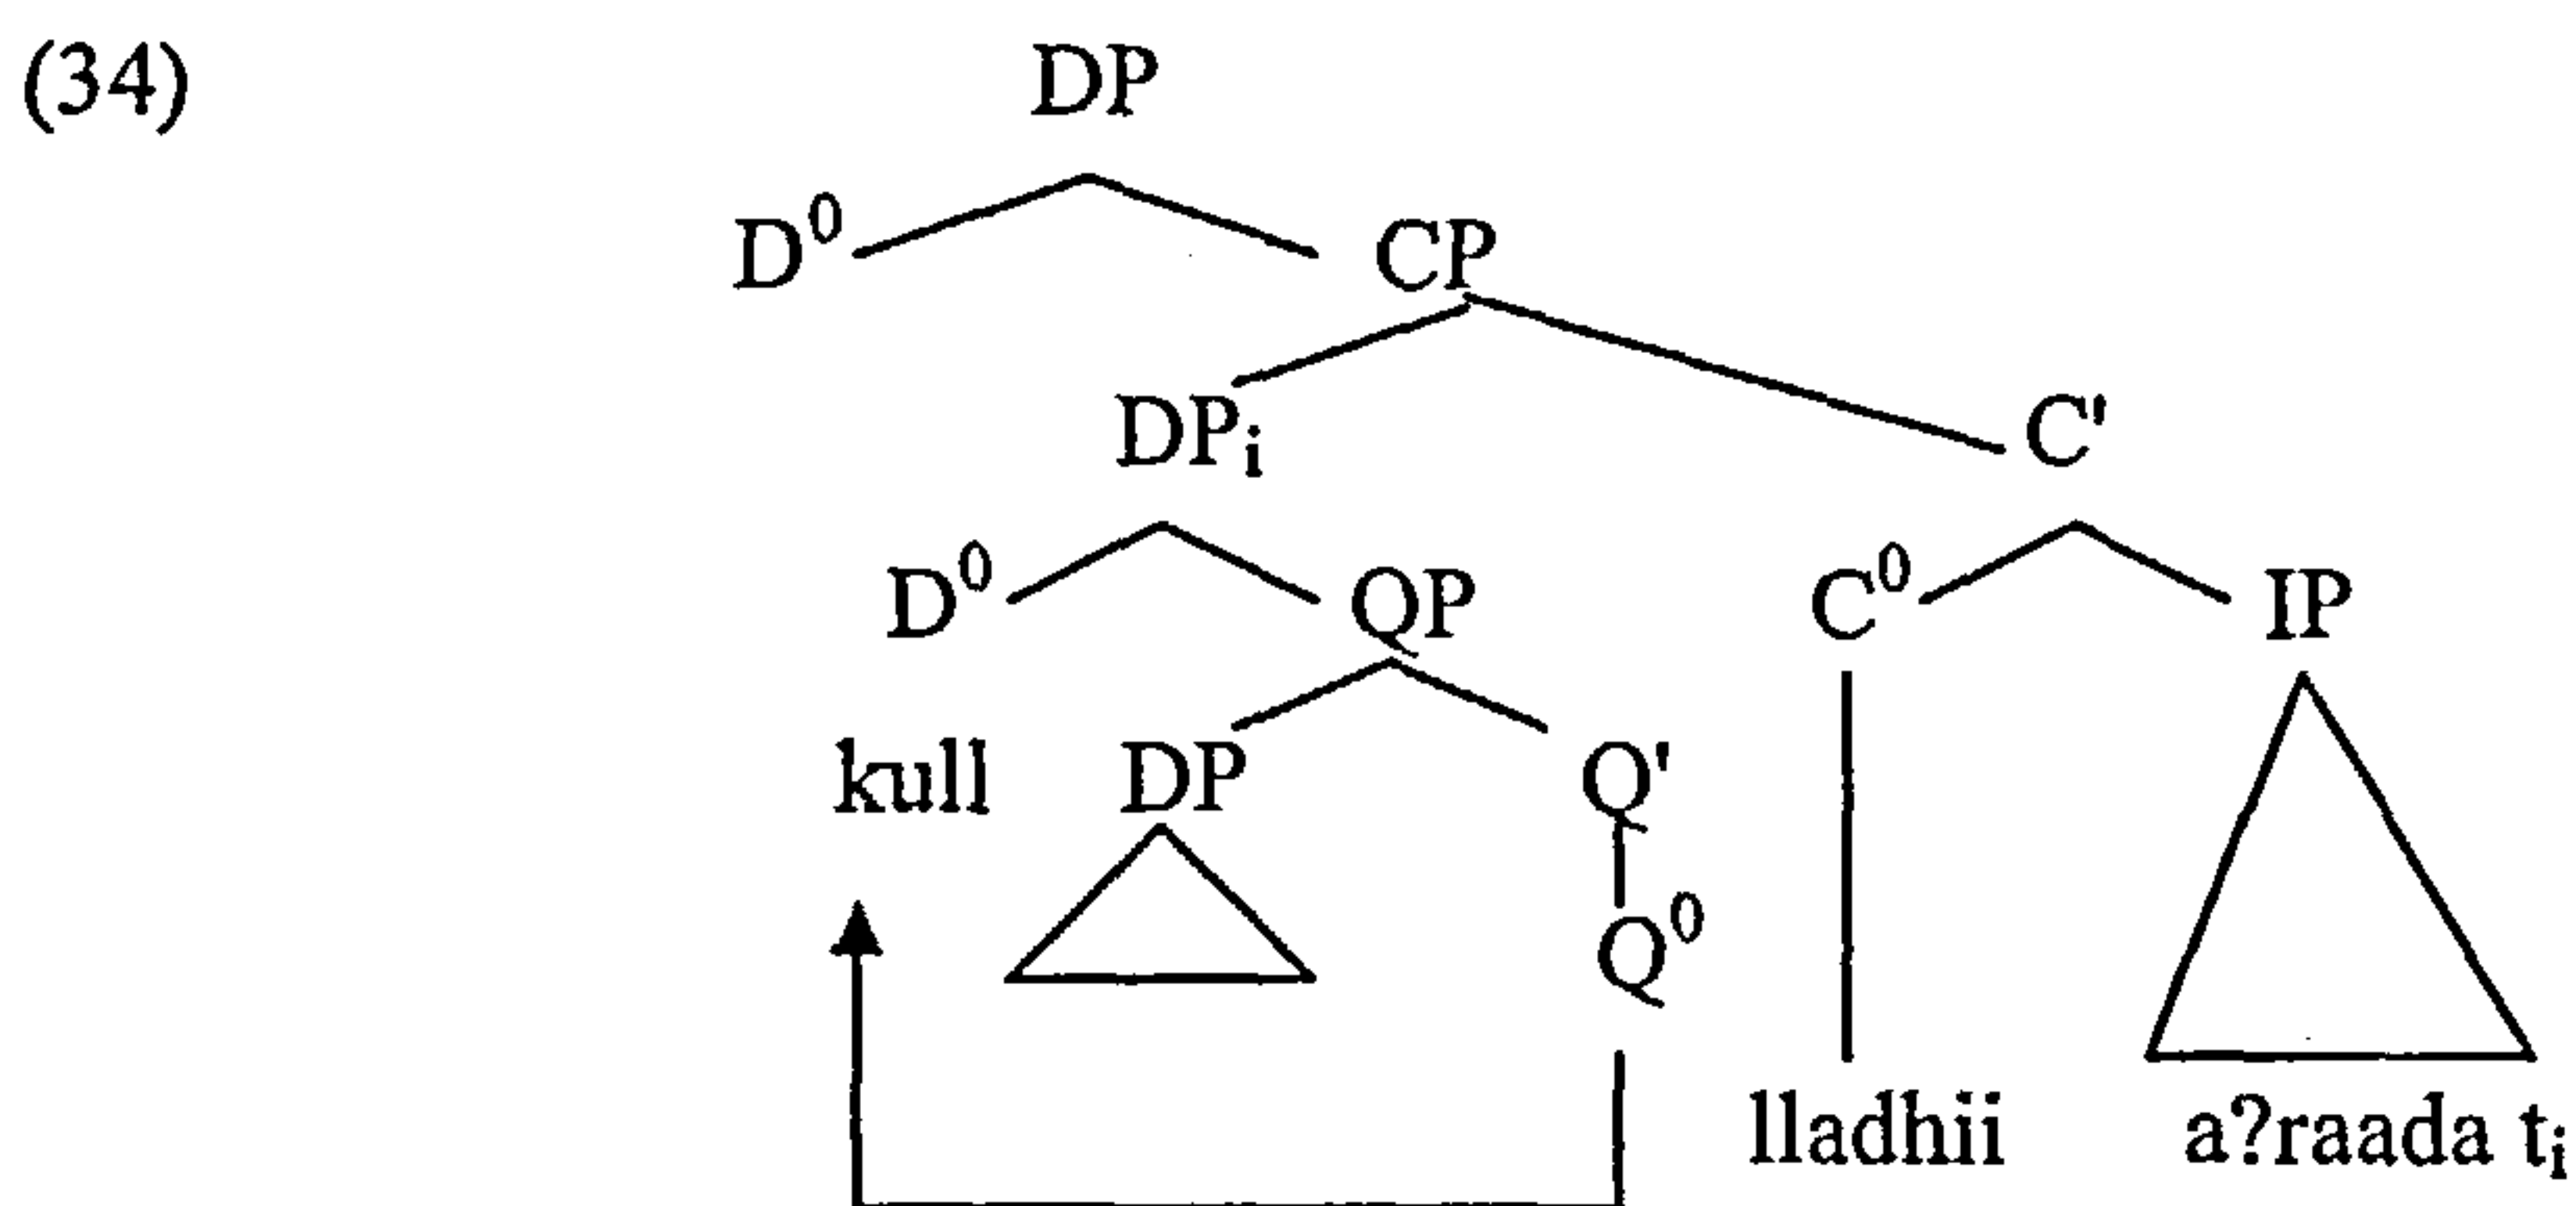 (34) DP
D⁰ CP
DPᵢ C'
D⁰ QP C⁰ IP
kull DP Q'
Q⁰
lladhii a?raada tᵢ